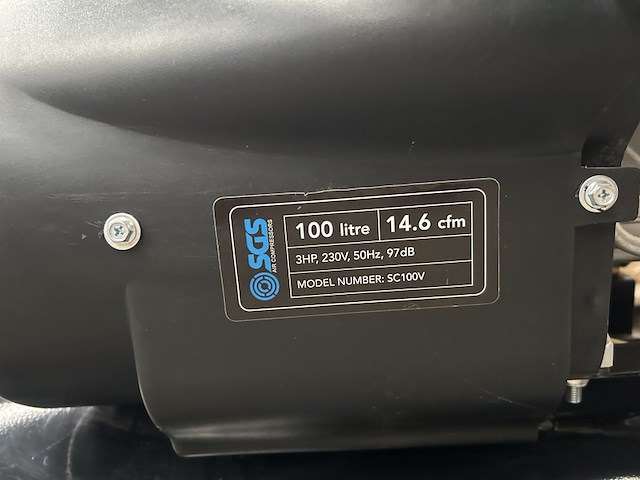 SGS
AIR COMPRESSORS
100 litre 14.6 cfm
3HP, 230V, 50Hz, 97dB
MODEL NUMBER: SC100V